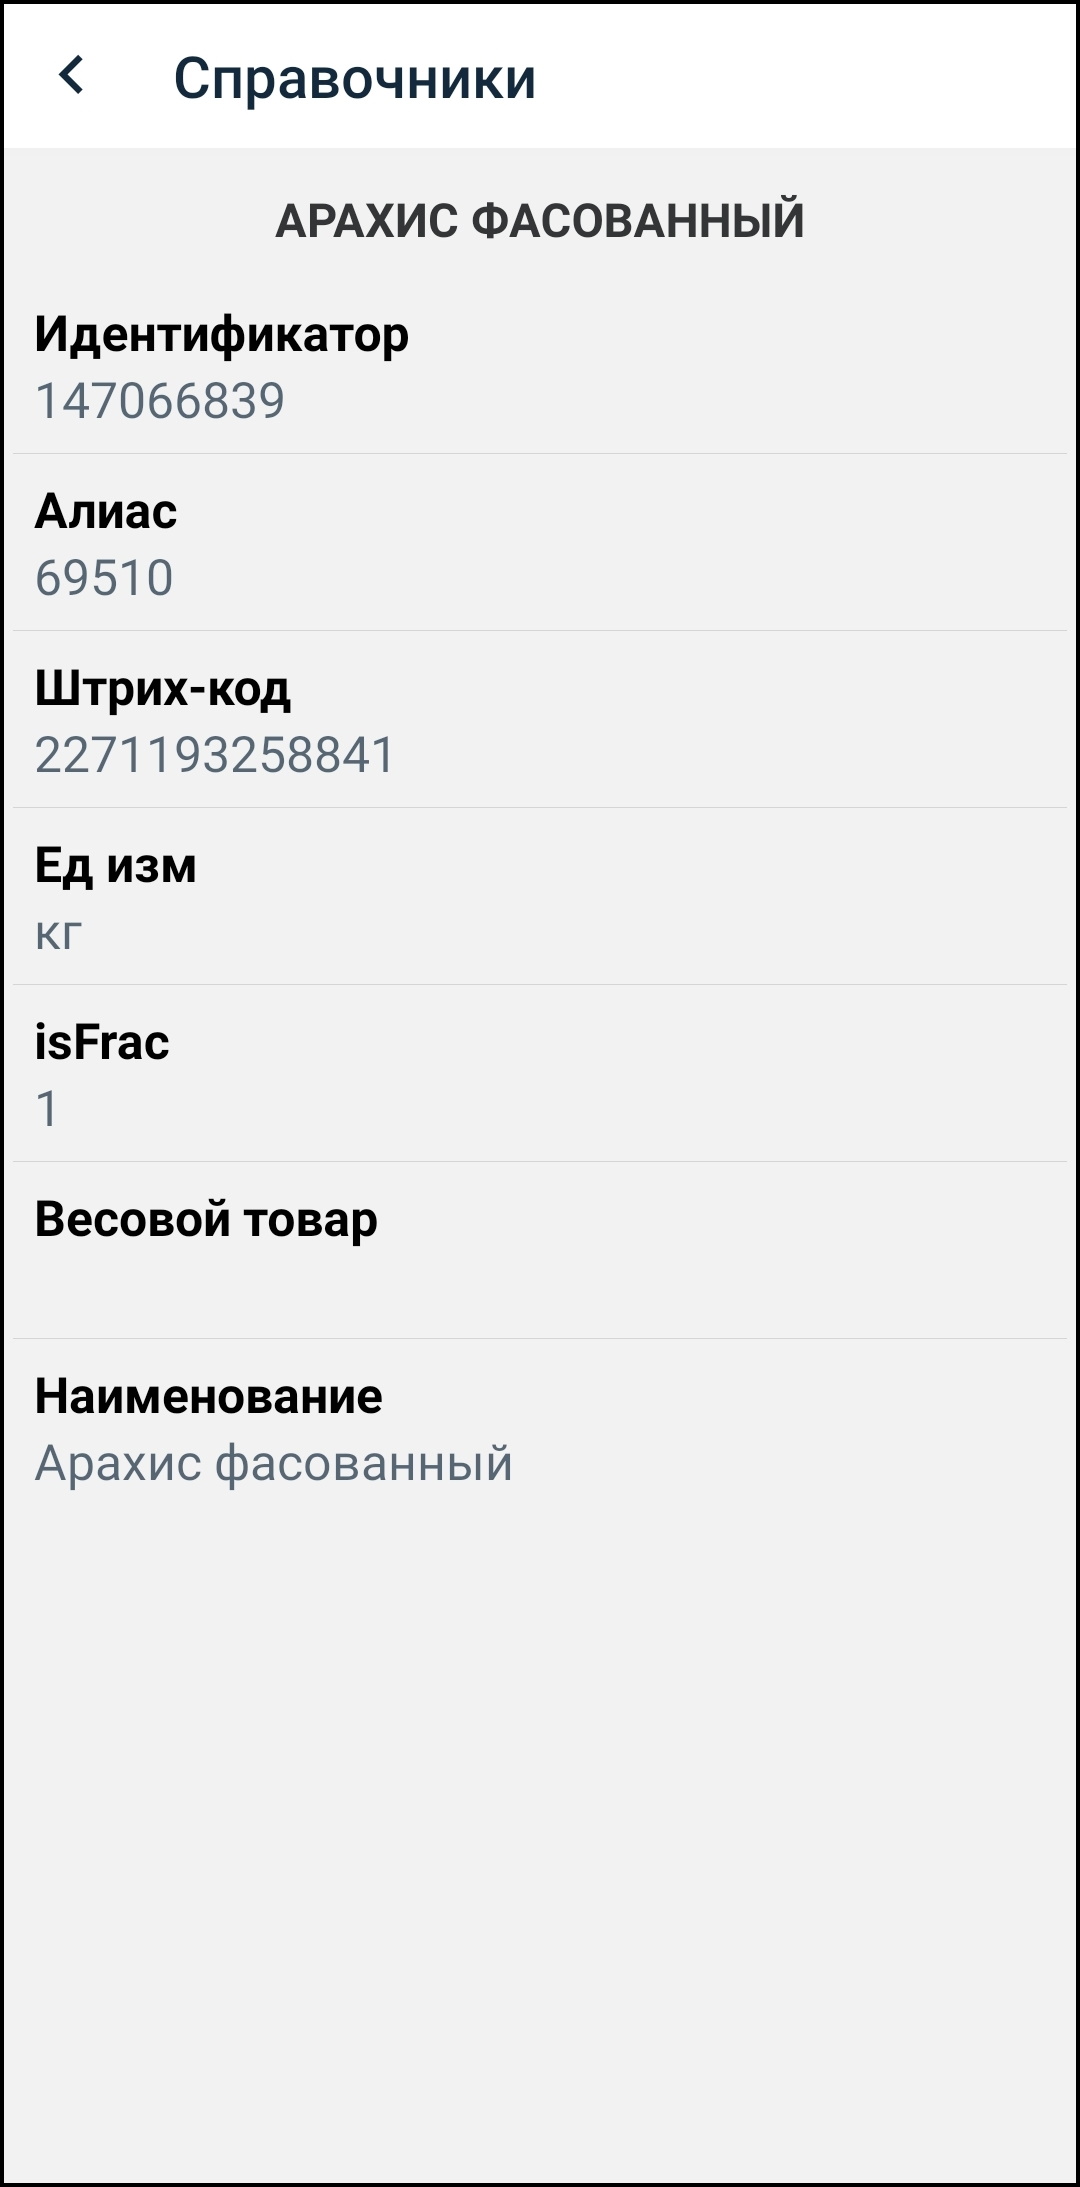 Справочники
АРАХИС ФАСОВАННЫЙ
Идентификатор
147066839
Алиас
69510
Штрих-код
2271193258841
Ед изм
кг
isFrac
1
Весовой товар
Наименование
Арахис фасованный